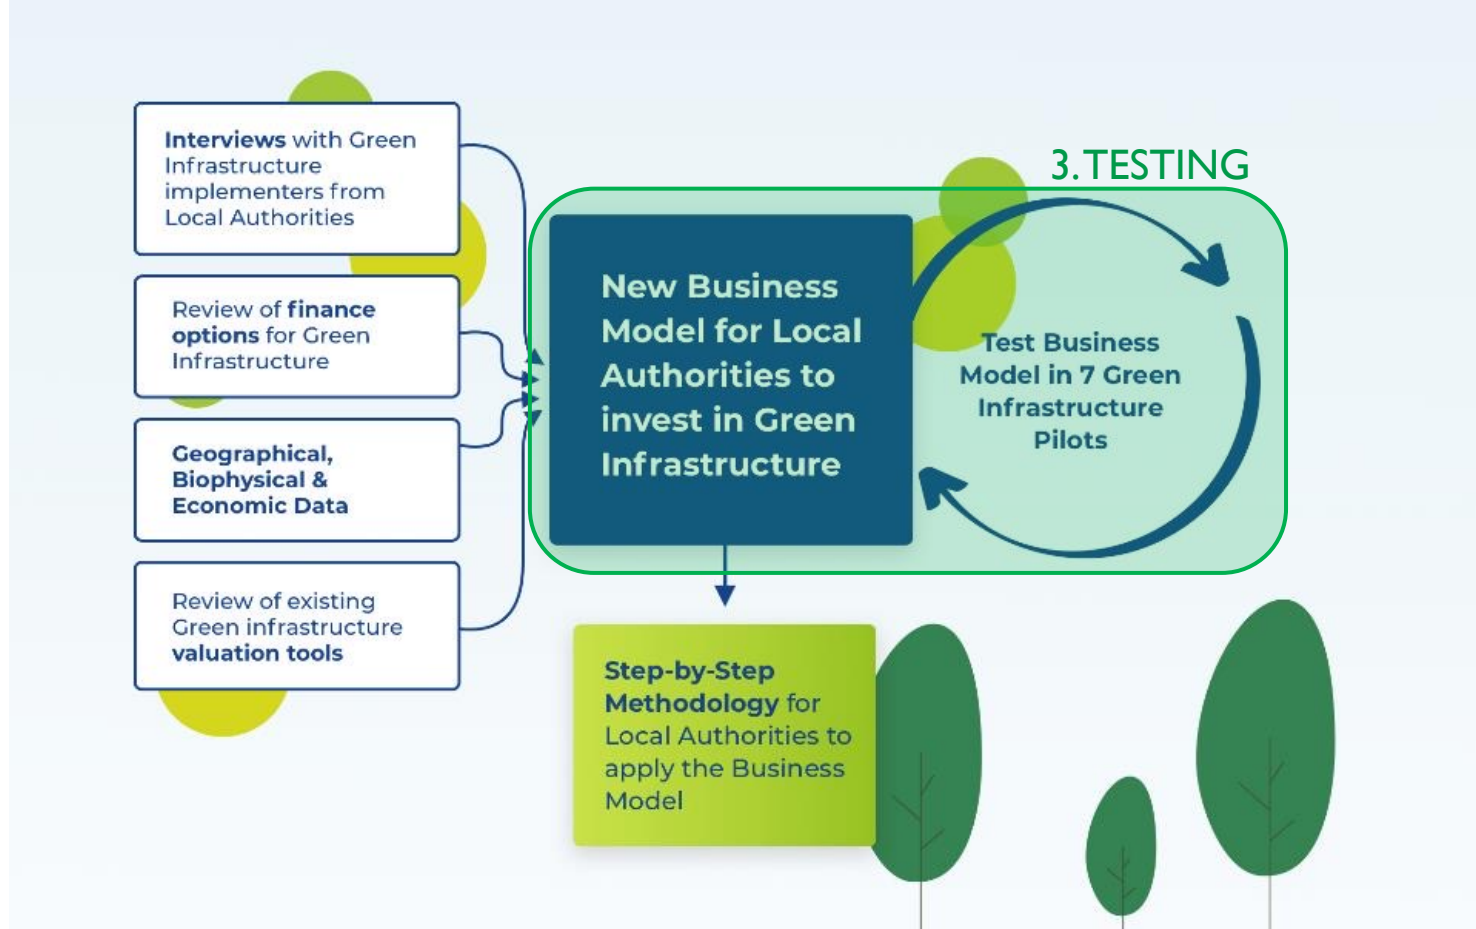 Interviews with Green
Infrastructure
implementers from
Local Authorities
Review of finance
options for Green
Infrastructure
Geographical,
Biophysical &
Economic Data
Review of existing
Green infrastructure
valuation tools
3. TESTING
New Business
Model for Local
Authorities to
invest in Green
Infrastructure
Test Business
Model in 7 Green
Infrastructure
Pilots
Step-by-Step
Methodology for
Local Authorities to
apply the Business
Model